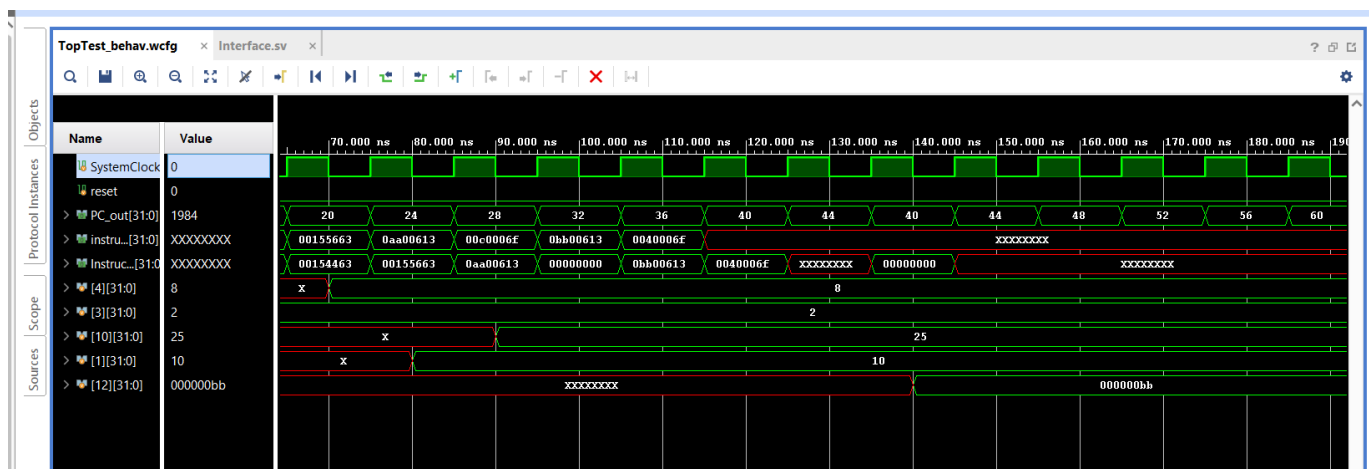 TopTest_behav.wcfg × Interface.sv ×
Objects
Protocol Instances
Scope
Sources
Name Value
70.000 ns 80.000 ns 90.000 ns 100.000 ns 110.000 ns 120.000 ns 130.000 ns 140.000 ns 150.000 ns 160.000 ns 170.000 ns 180.000 ns 190
SystemClock 0
reset 0
PC_out[31:0] 1984 20 24 28 32 36 40 44 40 44 48 52 56 60
instru...[31:0] XXXXXXXX 00155663 0aa00613 00c0006f 0bb00613 0040006f XXXXXXXX
Instruc...[31:0 XXXXXXXX 00154463 00155663 0aa00613 00000000 0bb00613 0040006f XXXXXXXX 00000000 XXXXXXXX
[4][31:0] 8 X 8
[3][31:0] 2 2
[10][31:0] 25 X 25
[1][31:0] 10 X 10
[12][31:0] 000000bb XXXXXXXX 000000bb